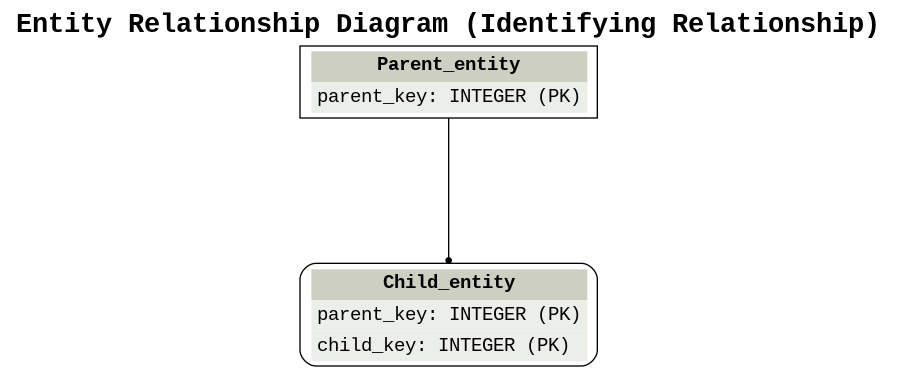 Entity Relationship Diagram (Identifying Relationship)
Parent_entity
parent_key: INTEGER (PK)
Child_entity
parent_key: INTEGER (PK)
child_key: INTEGER (PK)